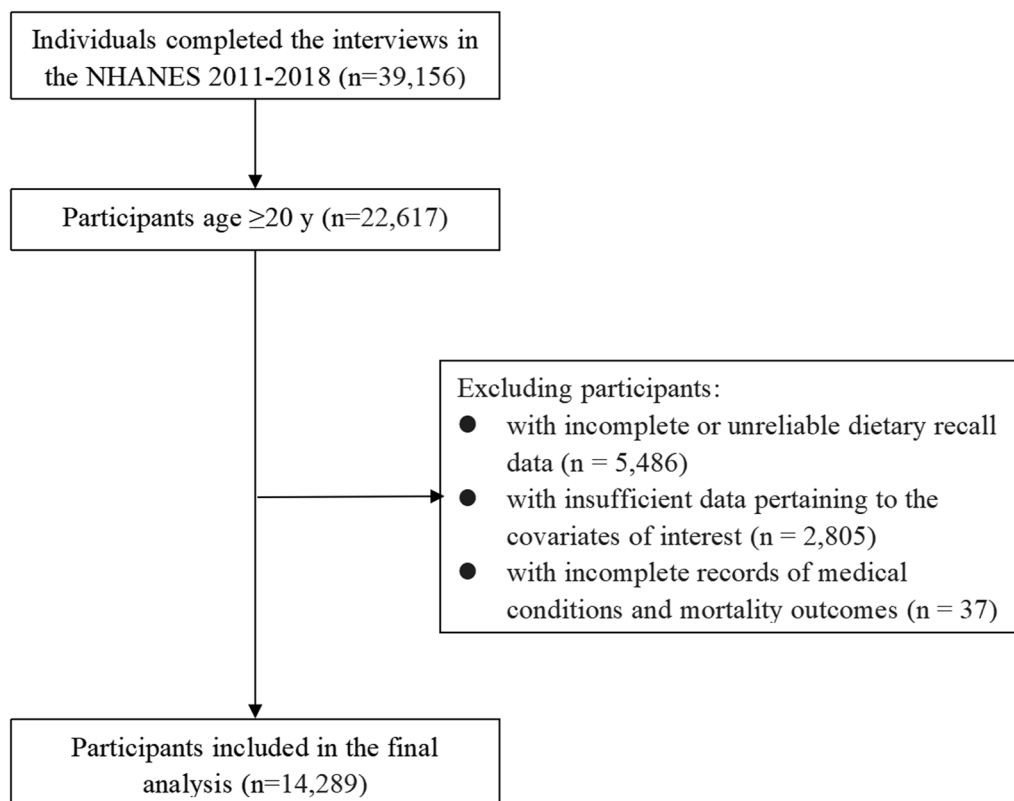 Individuals completed the interviews in
the NHANES 2011-2018 (n=39,156)
Participants age ≥20 y (n=22,617)
Excluding participants:
● with incomplete or unreliable dietary recall
data (n = 5,486)
● with insufficient data pertaining to the
covariates of interest (n = 2,805)
● with incomplete records of medical
conditions and mortality outcomes (n = 37)
Participants included in the final
analysis (n=14,289)